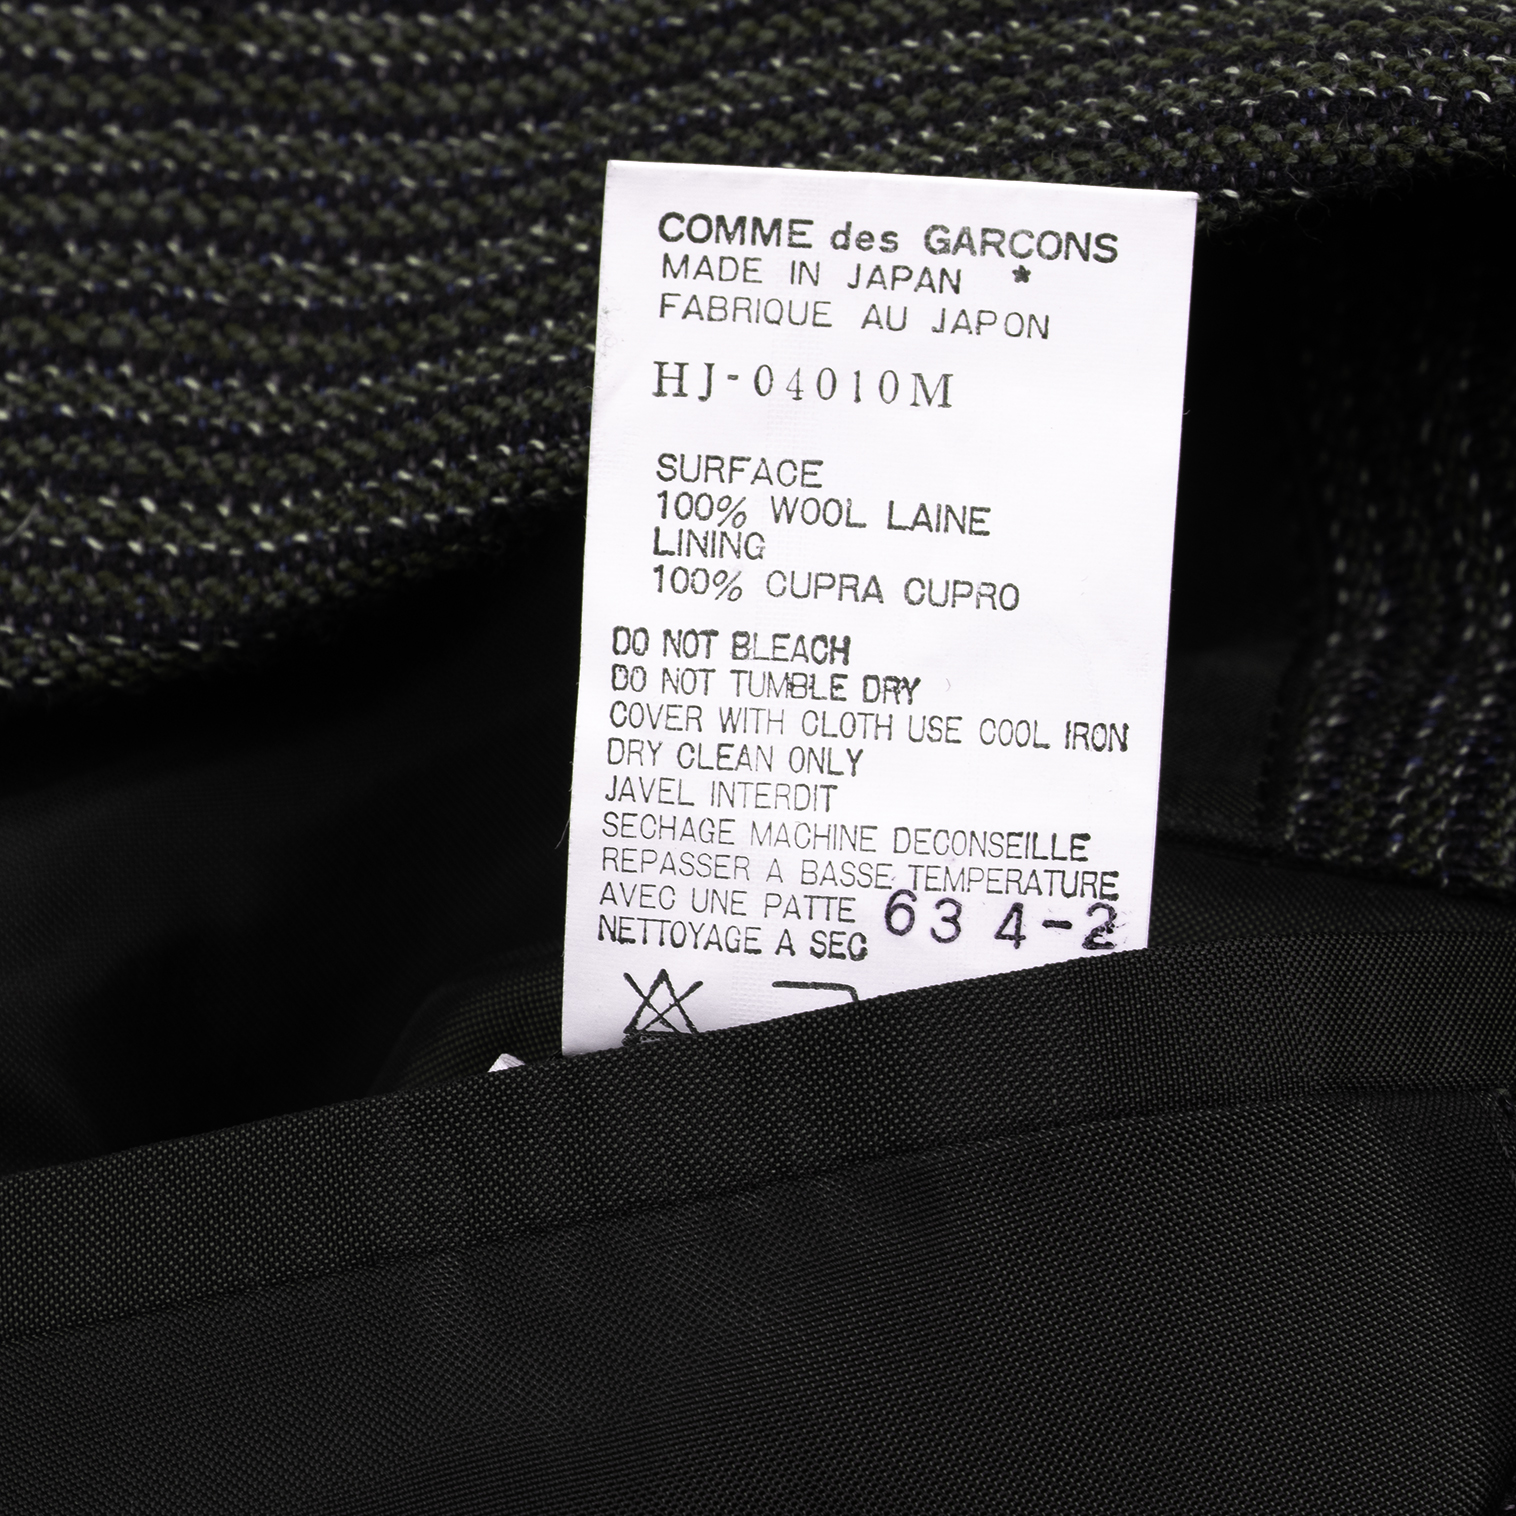 COMME des GARCONS
MADE IN JAPAN *
FABRIQUE AU JAPON
HJ-04010M
SURFACE
100% WOOL LAINE
LINING
100% CUPRA CUPRO
DO NOT BLEACH
DO NOT TUMBLE DRY
COVER WITH CLOTH USE COOL IRON
DRY CLEAN ONLY
JAVEL INTERDIT
SECHAGE MACHINE DECONSEILLE
REPASSER A BASSE TEMPERATURE
AVEC UNE PATTE
NETTOYAGE A SEC
63 4-2